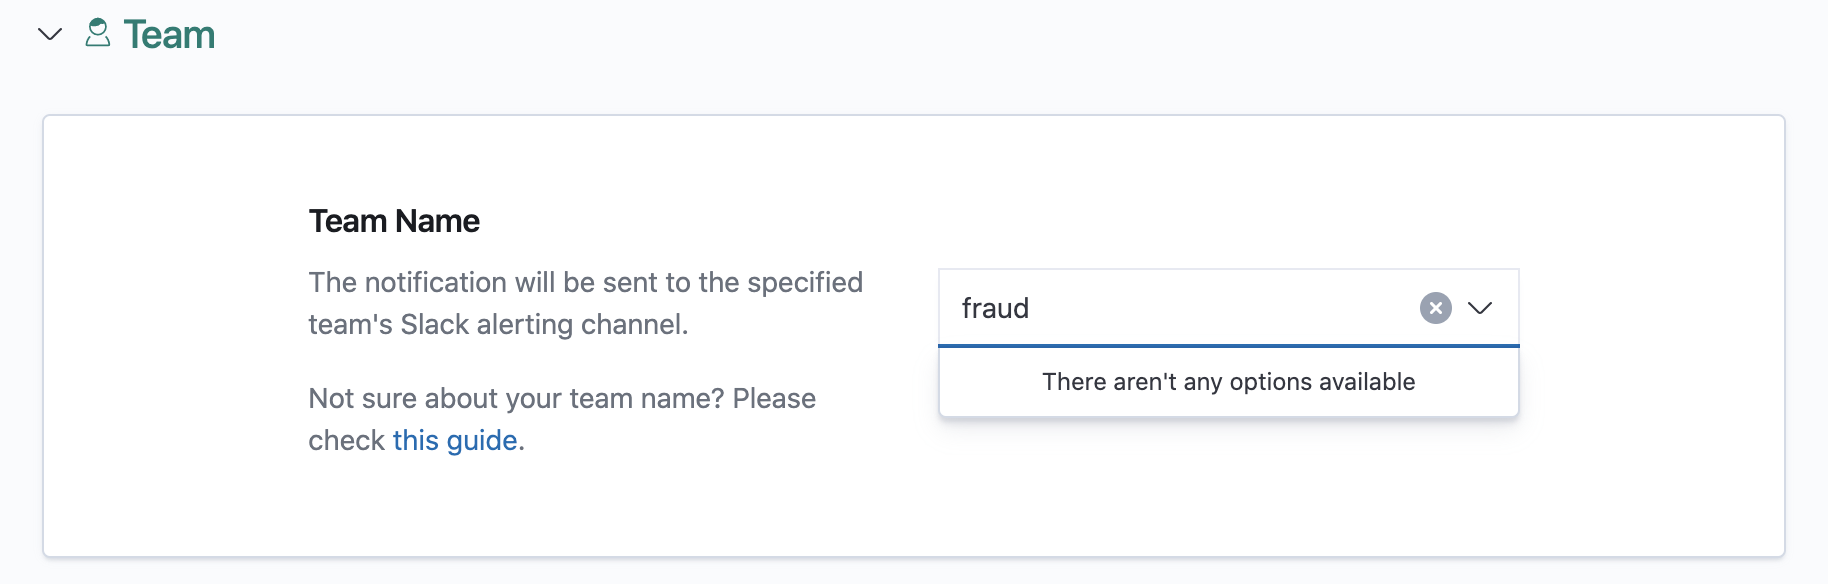 Team
Team Name
The notification will be sent to the specified
team's Slack alerting channel.
Not sure about your team name? Please
check this guide.
fraud
There aren't any options available